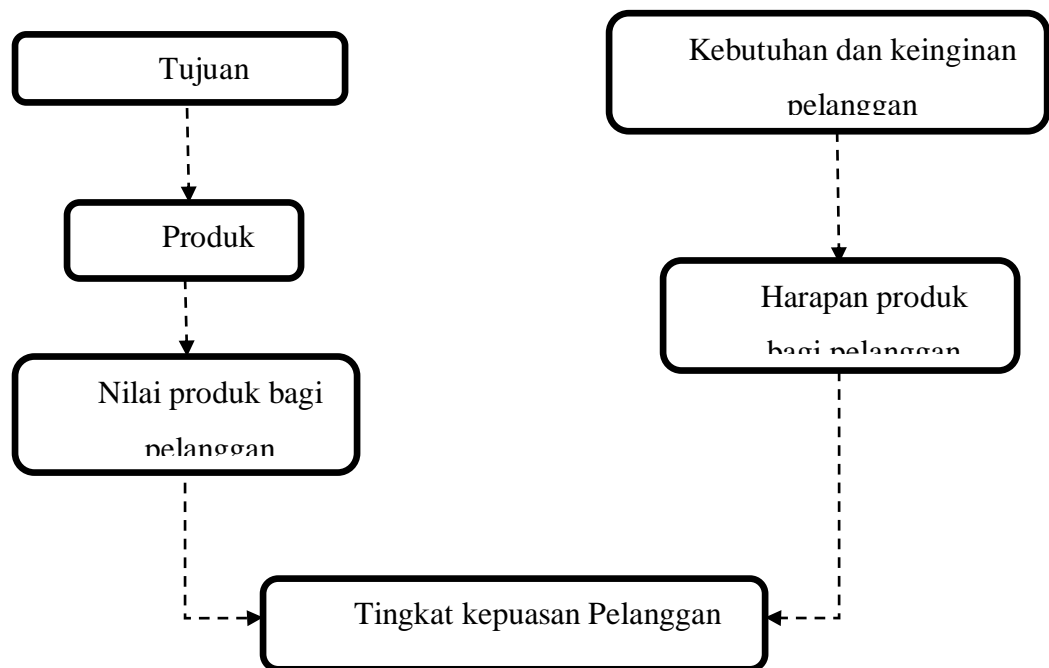 Tujuan
Kebutuhan dan keinginan
pelanggan
Produk
Harapan produk
bagi pelanggan
Nilai produk bagi
pelanggan
Tingkat kepuasan Pelanggan